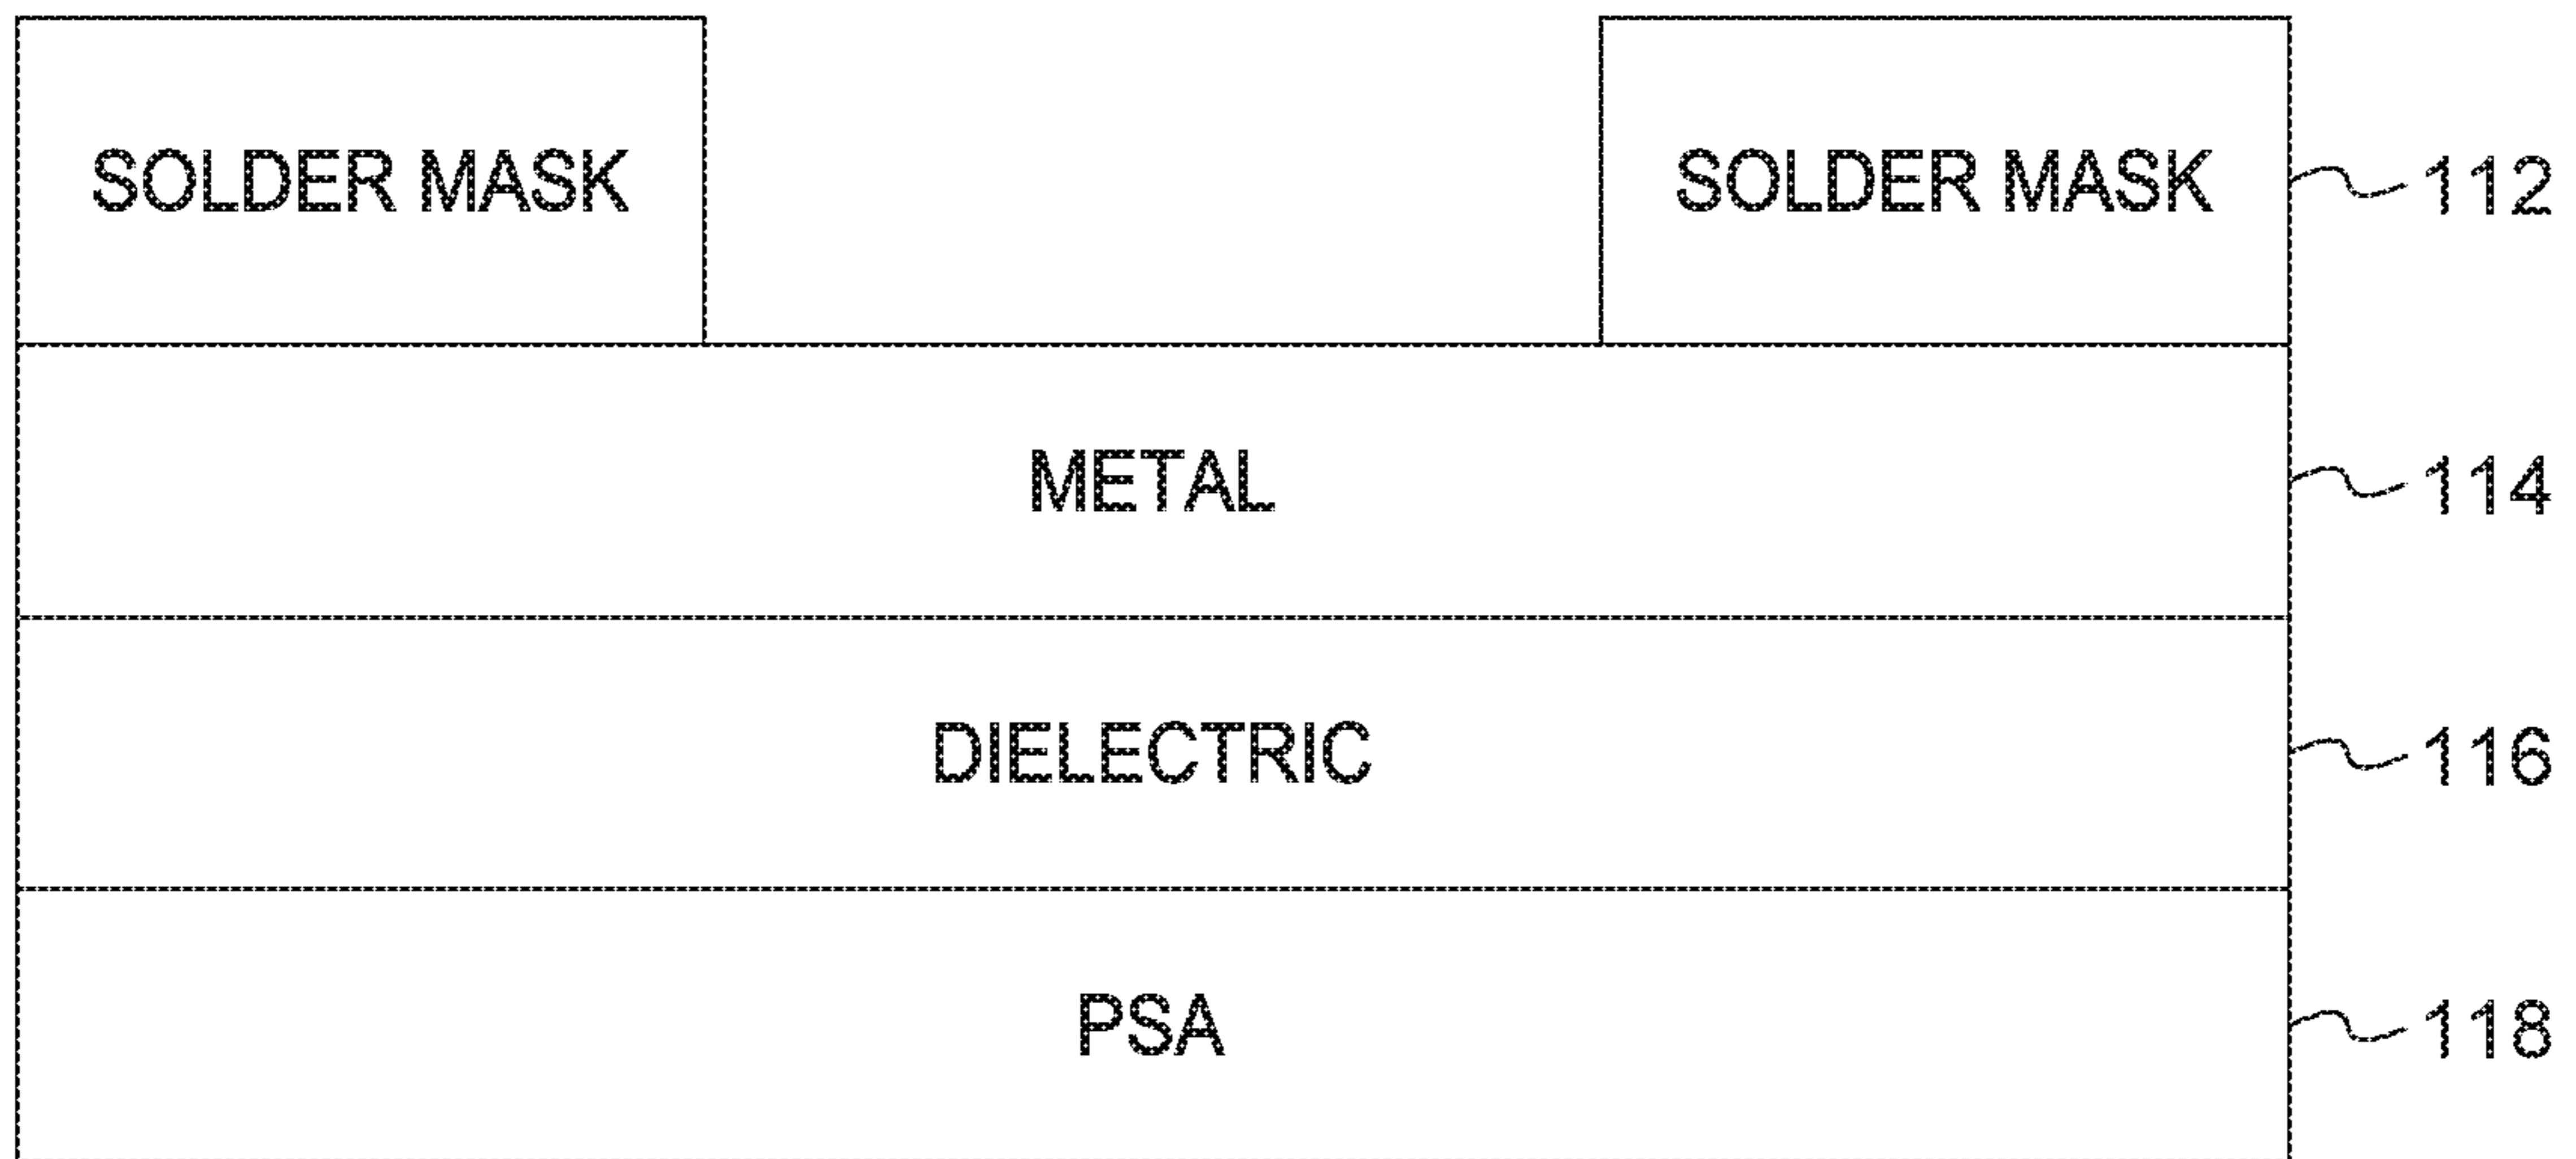 SOLDER MASK SOLDER MASK 112
METAL 114
DIELECTRIC 116
PSA 118